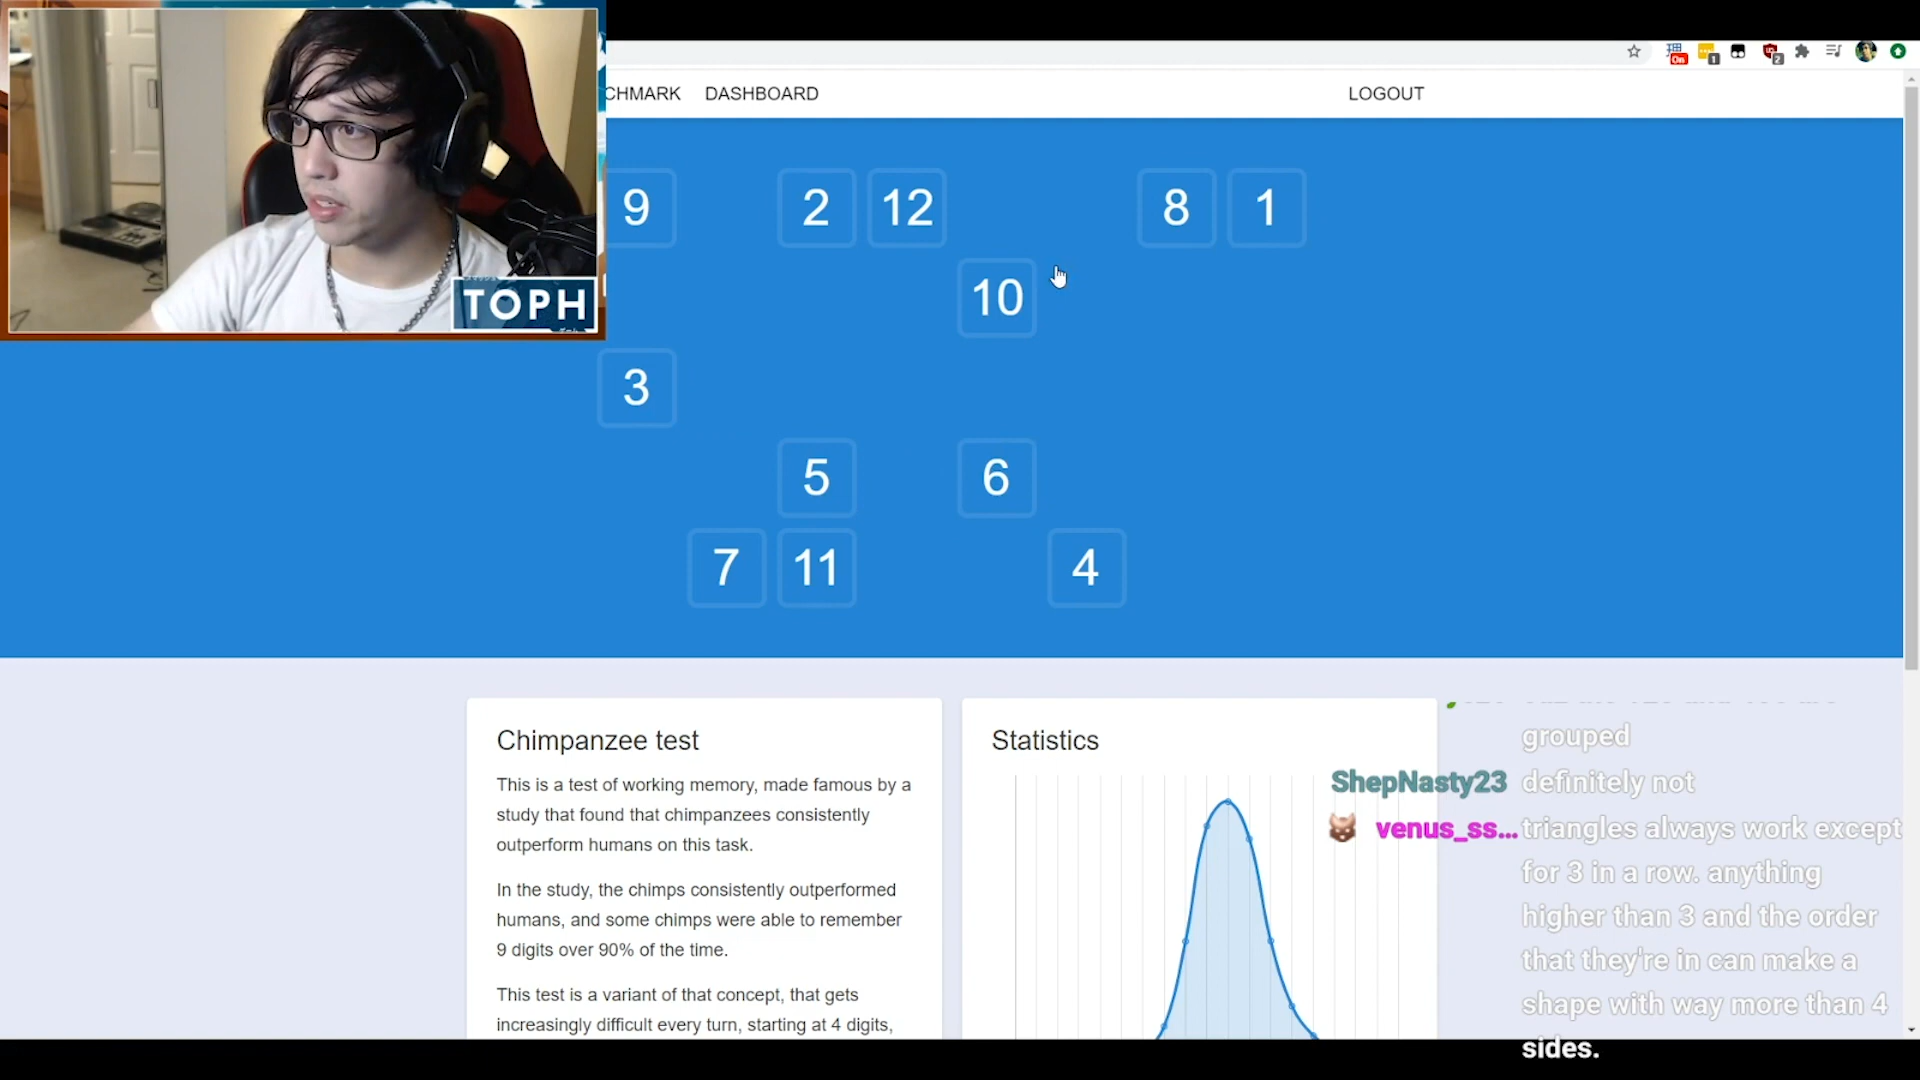 CHMARK DASHBOARD LOGOUT
On 1 2
9 2 12 8 1
10
TOPH
3
5 6
7 11 4
Chimpanzee test
This is a test of working memory, made famous by a
study that found that chimpanzees consistently
outperform humans on this task.
In the study, the chimps consistently outperformed
humans, and some chimps were able to remember
9 digits over 90% of the time.
This test is a variant of that concept, that gets
increasingly difficult every turn, starting at 4 digits,
Statistics
grouped
ShepNasty23 definitely not
venus_ss... triangles always work except
for 3 in a row. anything
higher than 3 and the order
that they're in can make a
shape with way more than 4
sides.